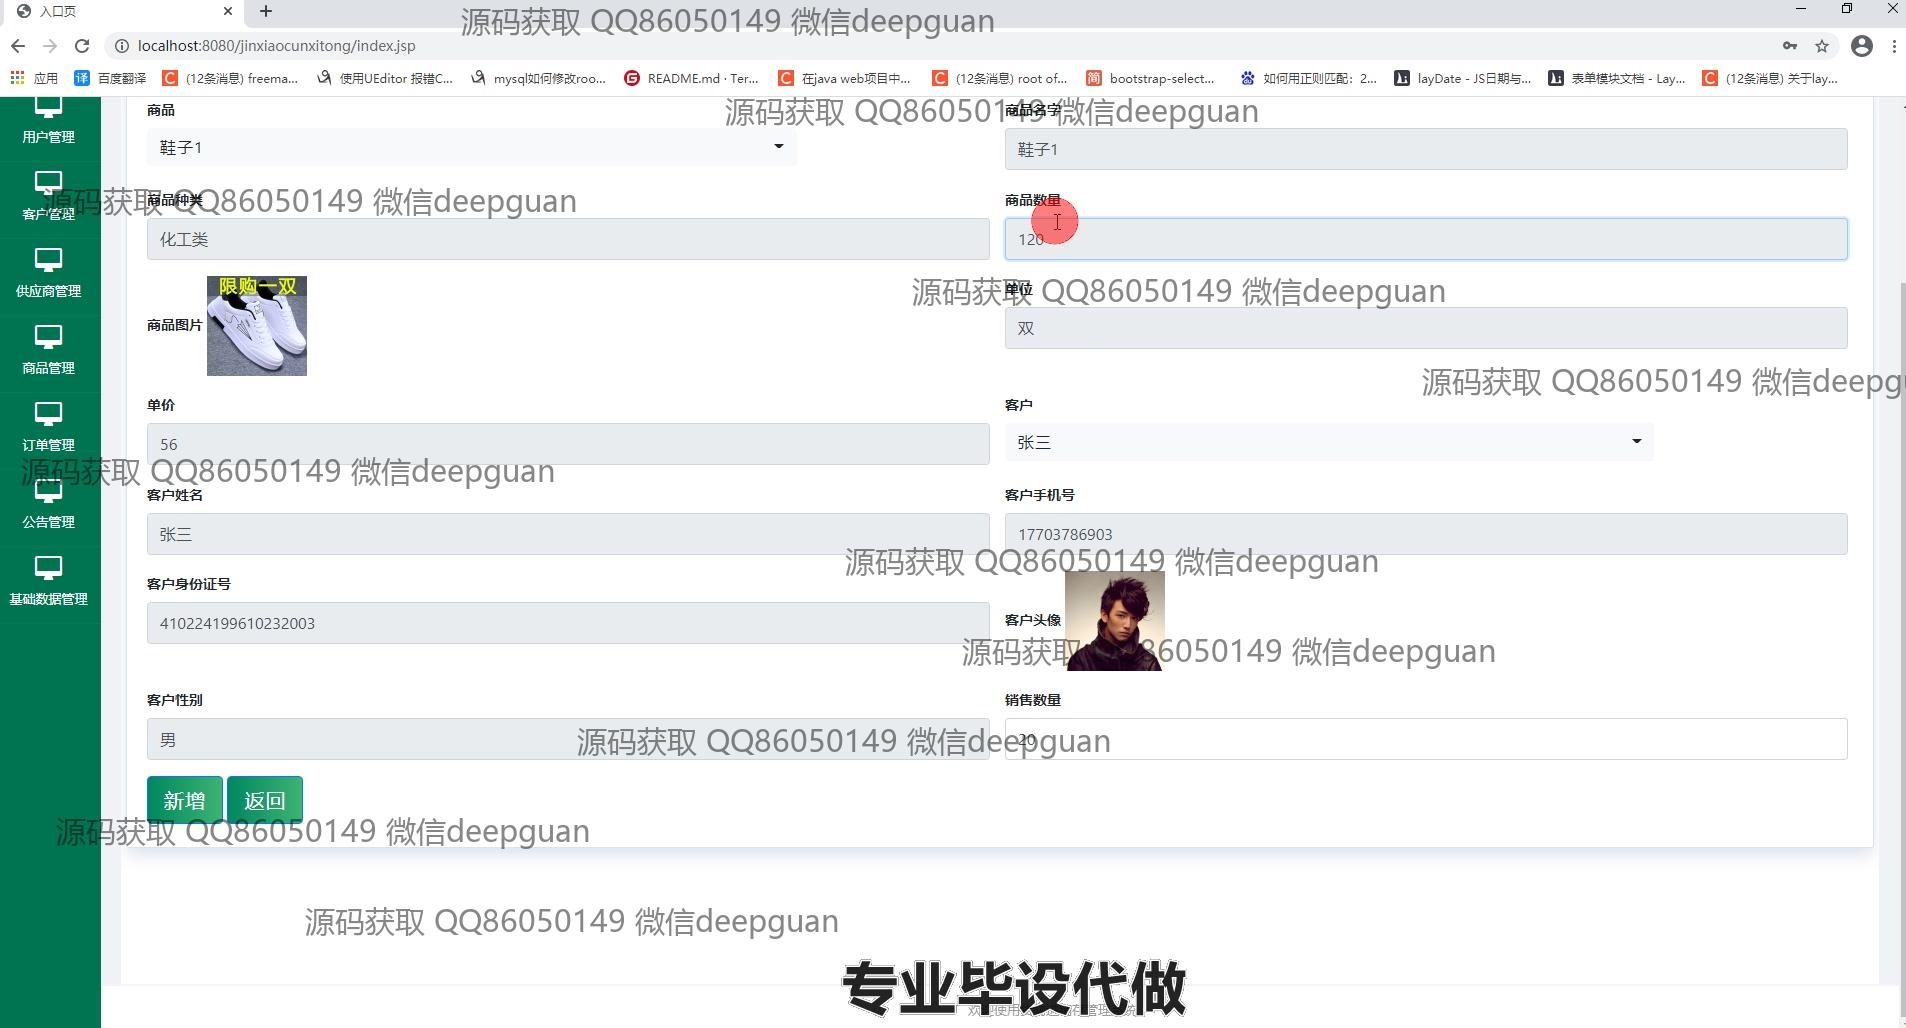 入口页
源码获取 QQ86050149 微信deepguan
localhost:8080/jinxiaocunxitong/index.jsp
应用 百度翻译 (12条消息) freema... 使用UEditor 报错C... mysql如何修改roo... README.md · Ter... 在java web项目中... (12条消息) root of... bootstrap-select... 如何用正则匹配：2... layDate - JS日期与... 表单模块文档 - Lay... (12条消息) 关于lay...
商品 源码获取 QQ86050149 微信deepguan 商品名字
用户管理
鞋子1 鞋子1
源码获取 QQ86050149 微信deepguan
商品种类 商品数量
客户管理
化工类 120
限购一双
源码获取 QQ86050149 微信deepguan
单位
供应商管理
商品图片 双
商品管理
源码获取 QQ86050149 微信deepgu
单价 客户
56 张三
订单管理
源码获取 QQ86050149 微信deepguan
客户姓名 客户手机号
公告管理
张三 17703786903
源码获取 QQ86050149 微信deepguan
客户身份证号
基础数据管理
410224199610232003 客户头像
源码获取 86050149 微信deepguan
客户性别 销售数量
男 20
源码获取 QQ86050149 微信deepguan
新增 返回
源码获取 QQ86050149 微信deepguan
源码获取 QQ86050149 微信deepguan
专业毕设代做